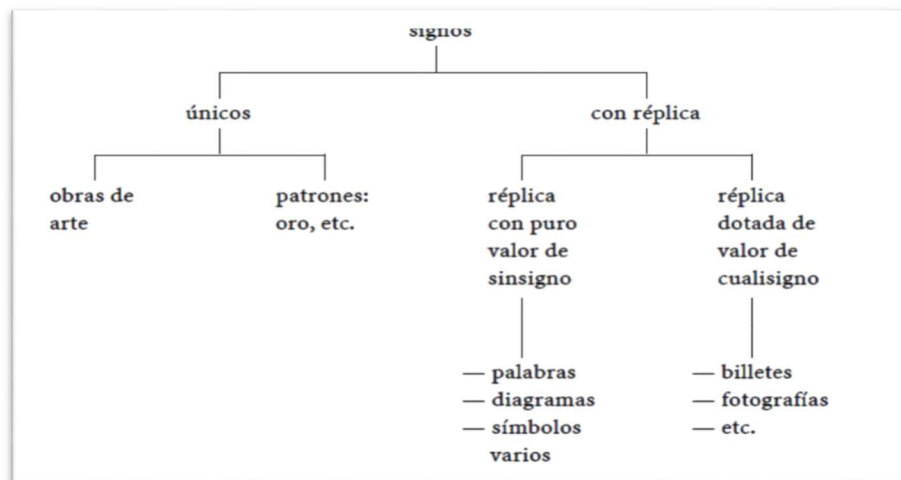 signos
únicos
con réplica
obras de
arte
patrones:
oro, etc.
réplica
con puro
valor de
sinsigno
réplica
dotada de
valor de
cualisigno
— palabras
— diagramas
— símbolos
varios
— billetes
— fotografías
— etc.